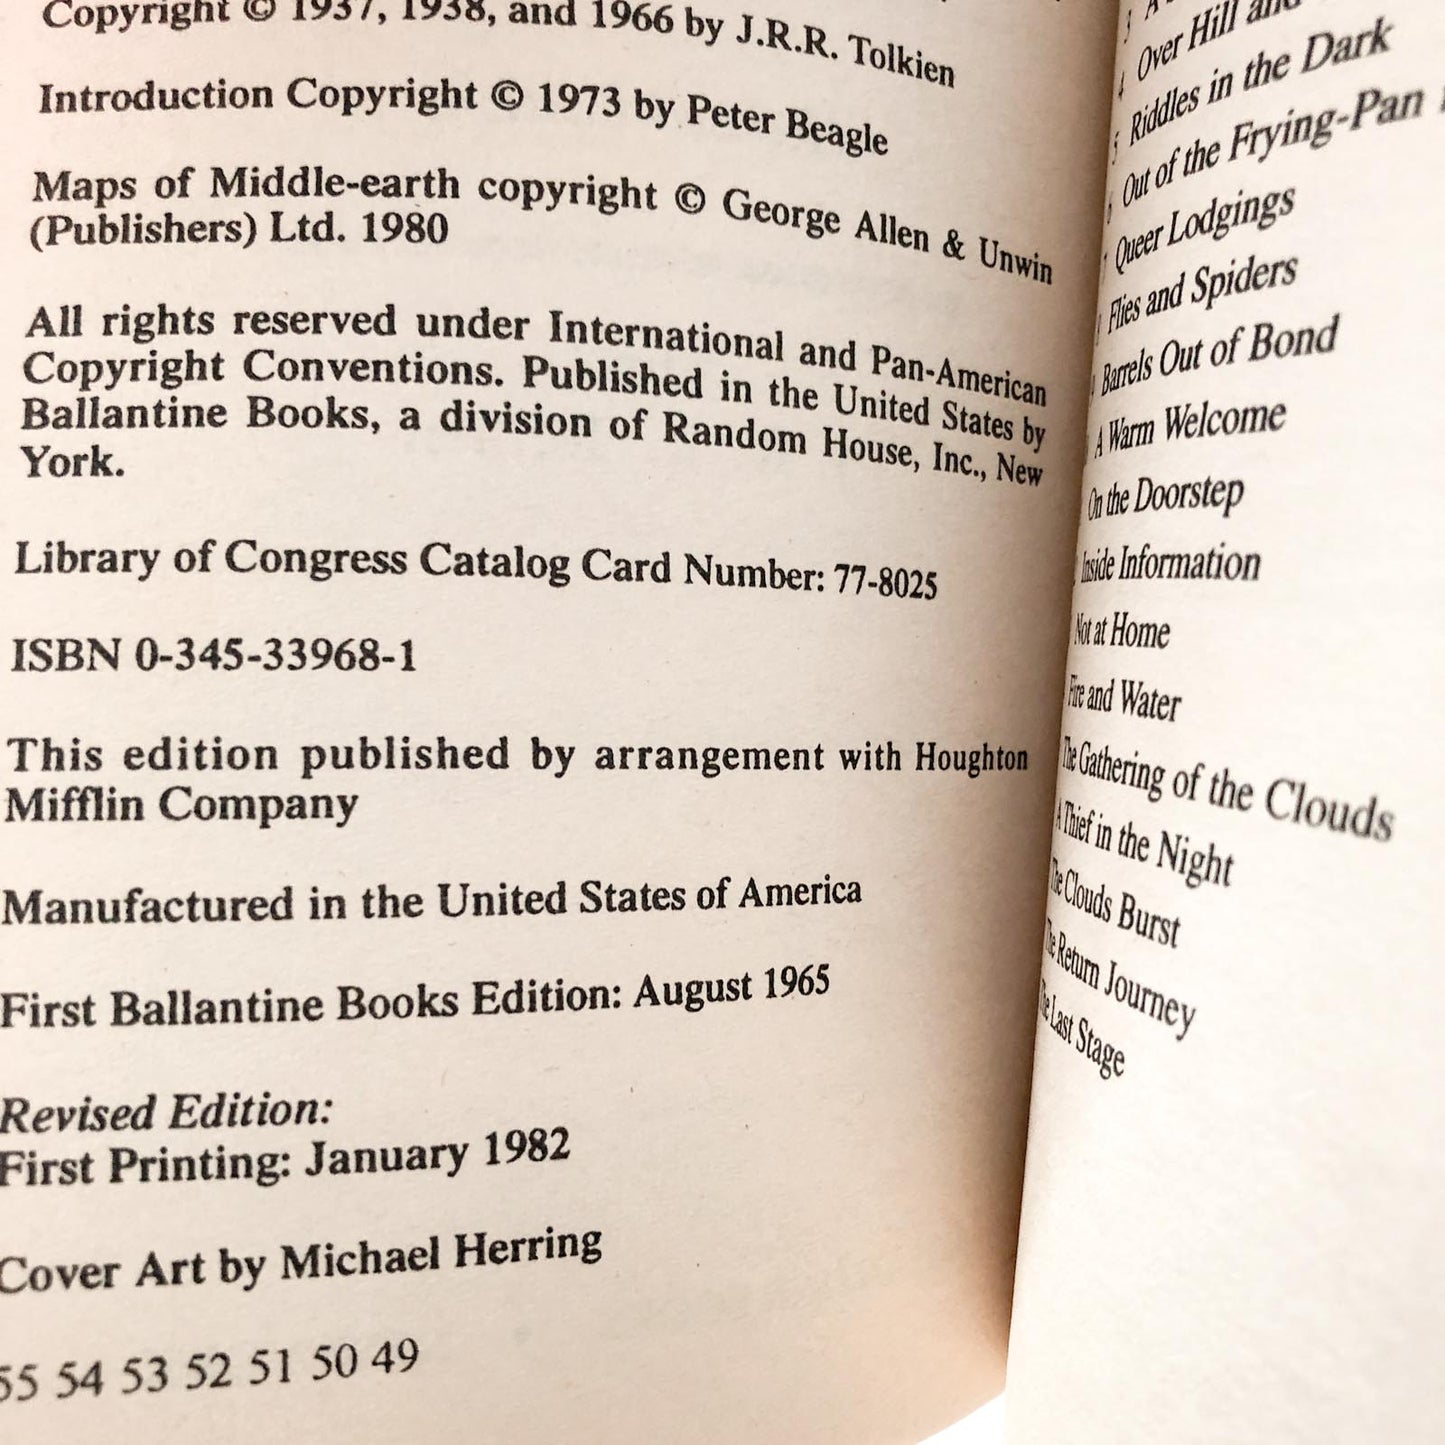 Copyright © 1937, 1938, and 1966 by J.R.R. Tolkien
Introduction Copyright © 1973 by Peter Beagle
Maps of Middle-earth copyright © George Allen & Unwin
(Publishers) Ltd. 1980
All rights reserved under International and Pan-American
Copyright Conventions. Published in the United States by
Ballantine Books, a division of Random House, Inc., New
York.
Library of Congress Catalog Card Number: 77-8025
ISBN 0-345-33968-1
This edition published by arrangement with Houghton
Mifflin Company
Manufactured in the United States of America
First Ballantine Books Edition: August 1965
Revised Edition:
First Printing: January 1982
Cover Art by Michael Herring
55 54 53 52 51 50 49
3 A
4 Over Hill and
5 Riddles in the Dark
6 Out of the Frying-Pan
7 Queer Lodgings
Flies and Spiders
Barrels Out of Bond
A Warm Welcome
On the Doorstep
Inside Information
Not at Home
Fire and Water
The Gathering of the Clouds
A Thief in the Night
The Clouds Burst
The Return Journey
The Last Stage